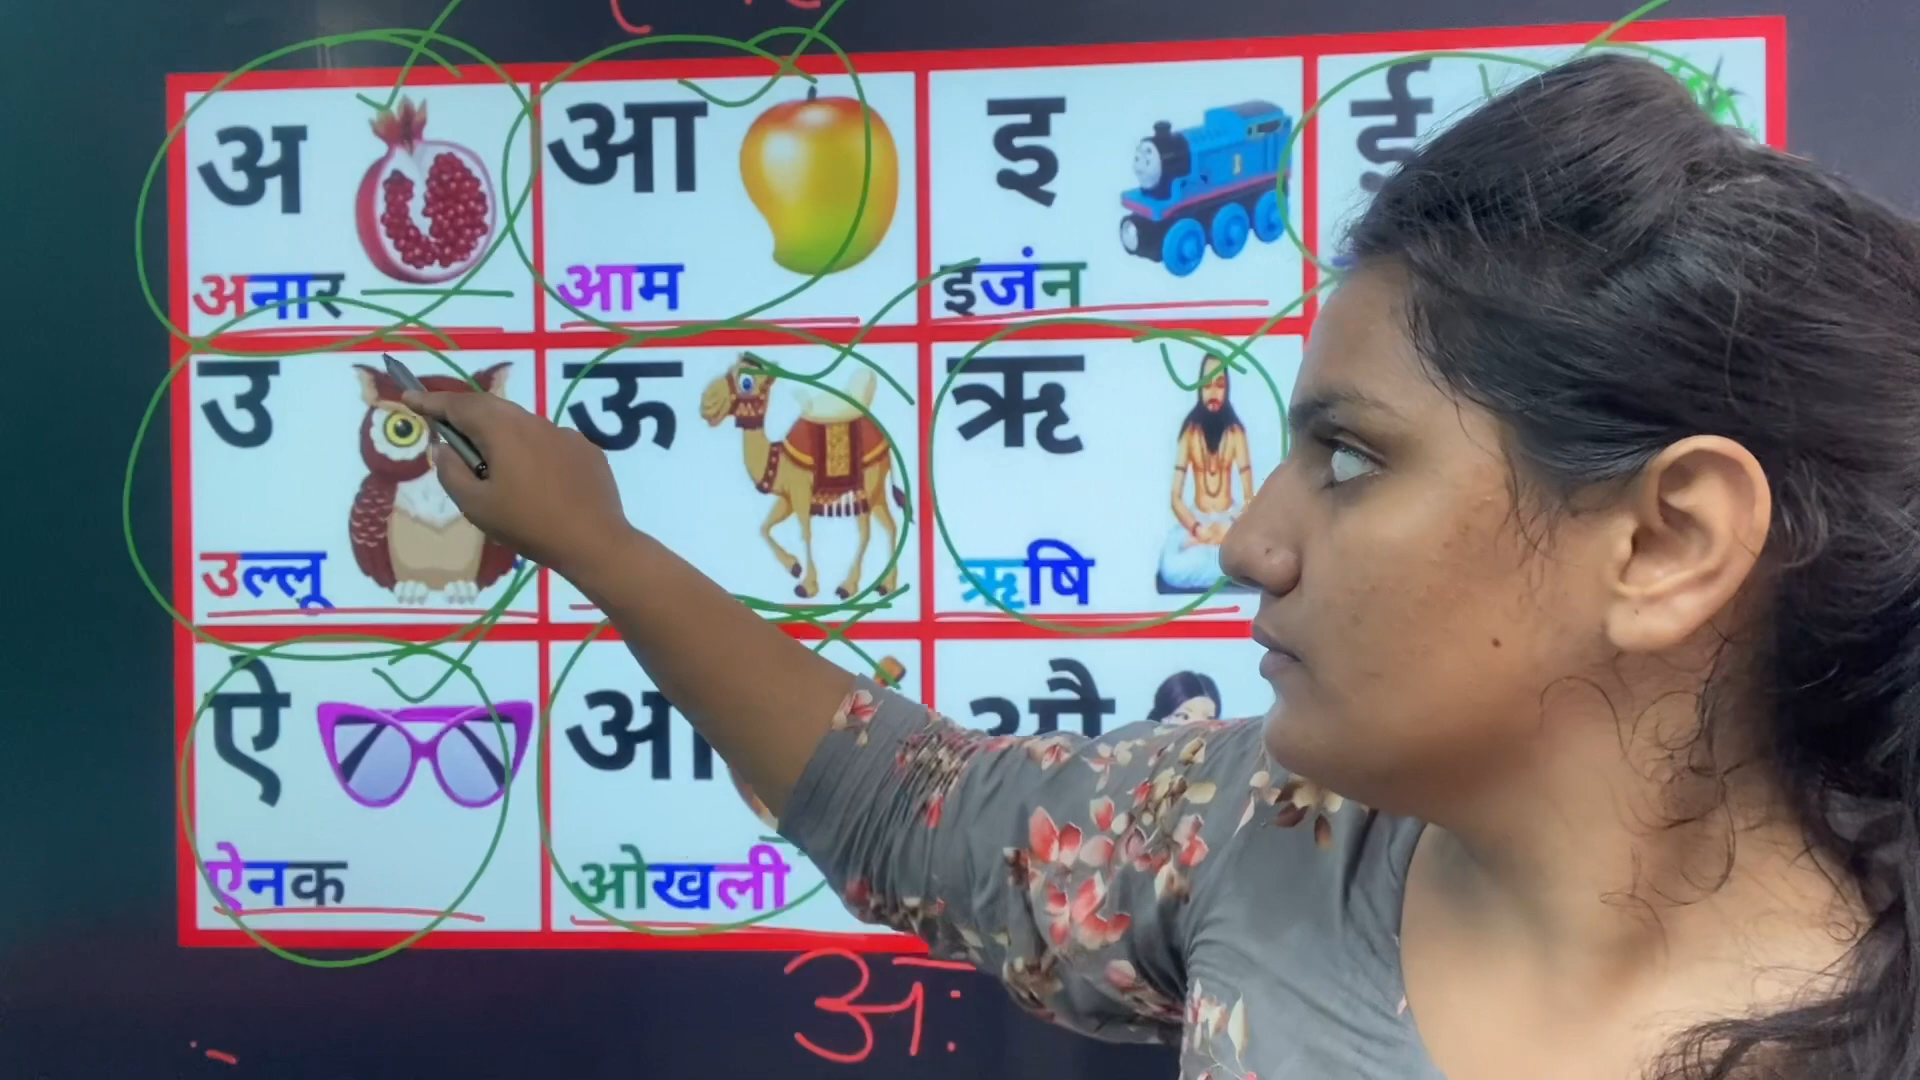 अ आ इ ई
अनार आम इजंन
उ ऊ ऋ
उल्लू ऋषि
ऐ औ
ऐनक ओखली
अः